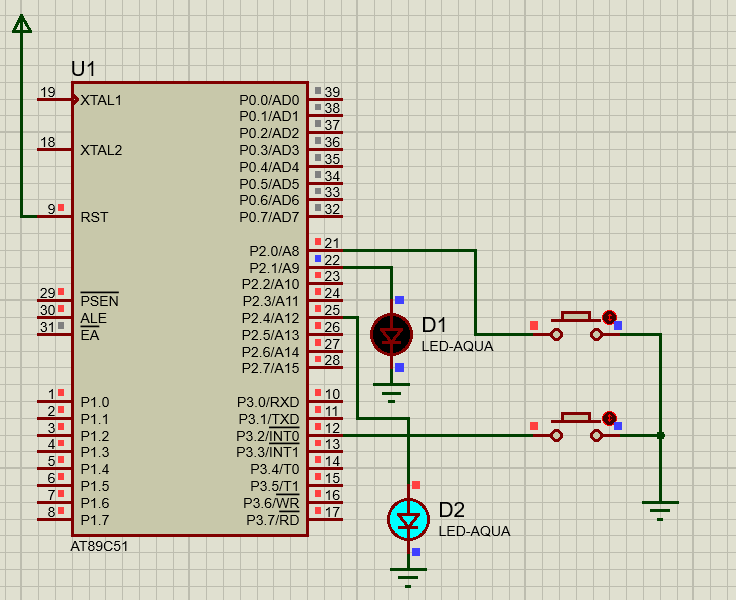 U1
19 XTAL1 P0.0/AD0 39
P0.1/AD1 38
P0.2/AD2 37
18 XTAL2 P0.3/AD3 36
P0.4/AD4 35
P0.5/AD5 34
P0.6/AD6 33
9 RST P0.7/AD7 32
P2.0/A8 21
P2.1/A9 22
P2.2/A10 23
29 PSEN P2.3/A11 24
30 ALE P2.4/A12 25
31 EA P2.5/A13 26
P2.6/A14 27
P2.7/A15 28
1 P1.0 P3.0/RXD 10
2 P1.1 P3.1/TXD 11
3 P1.2 P3.2/INT0 12
4 P1.3 P3.3/INT1 13
5 P1.4 P3.4/T0 14
6 P1.5 P3.5/T1 15
7 P1.6 P3.6/WR 16
8 P1.7 P3.7/RD 17
AT89C51
D1
LED-AQUA
D2
LED-AQUA